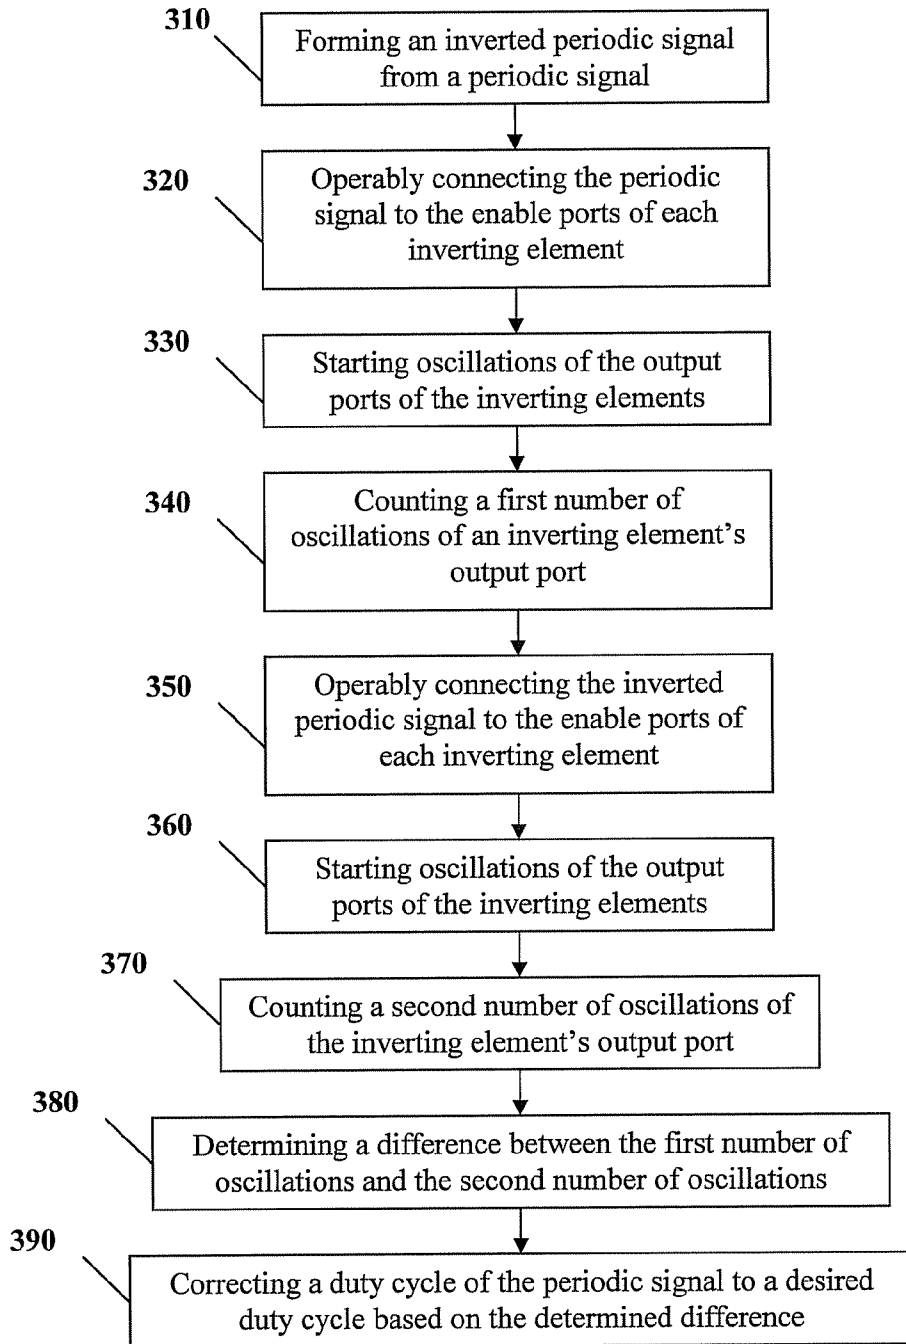 310
Forming an inverted periodic signal
from a periodic signal
320
Operably connecting the periodic
signal to the enable ports of each
inverting element
330
Starting oscillations of the output
ports of the inverting elements
340
Counting a first number of
oscillations of an inverting element's
output port
350
Operably connecting the inverted
periodic signal to the enable ports of
each inverting element
360
Starting oscillations of the output
ports of the inverting elements
370
Counting a second number of oscillations of
the inverting element's output port
380
Determining a difference between the first number of
oscillations and the second number of oscillations
390
Correcting a duty cycle of the periodic signal to a desired
duty cycle based on the determined difference